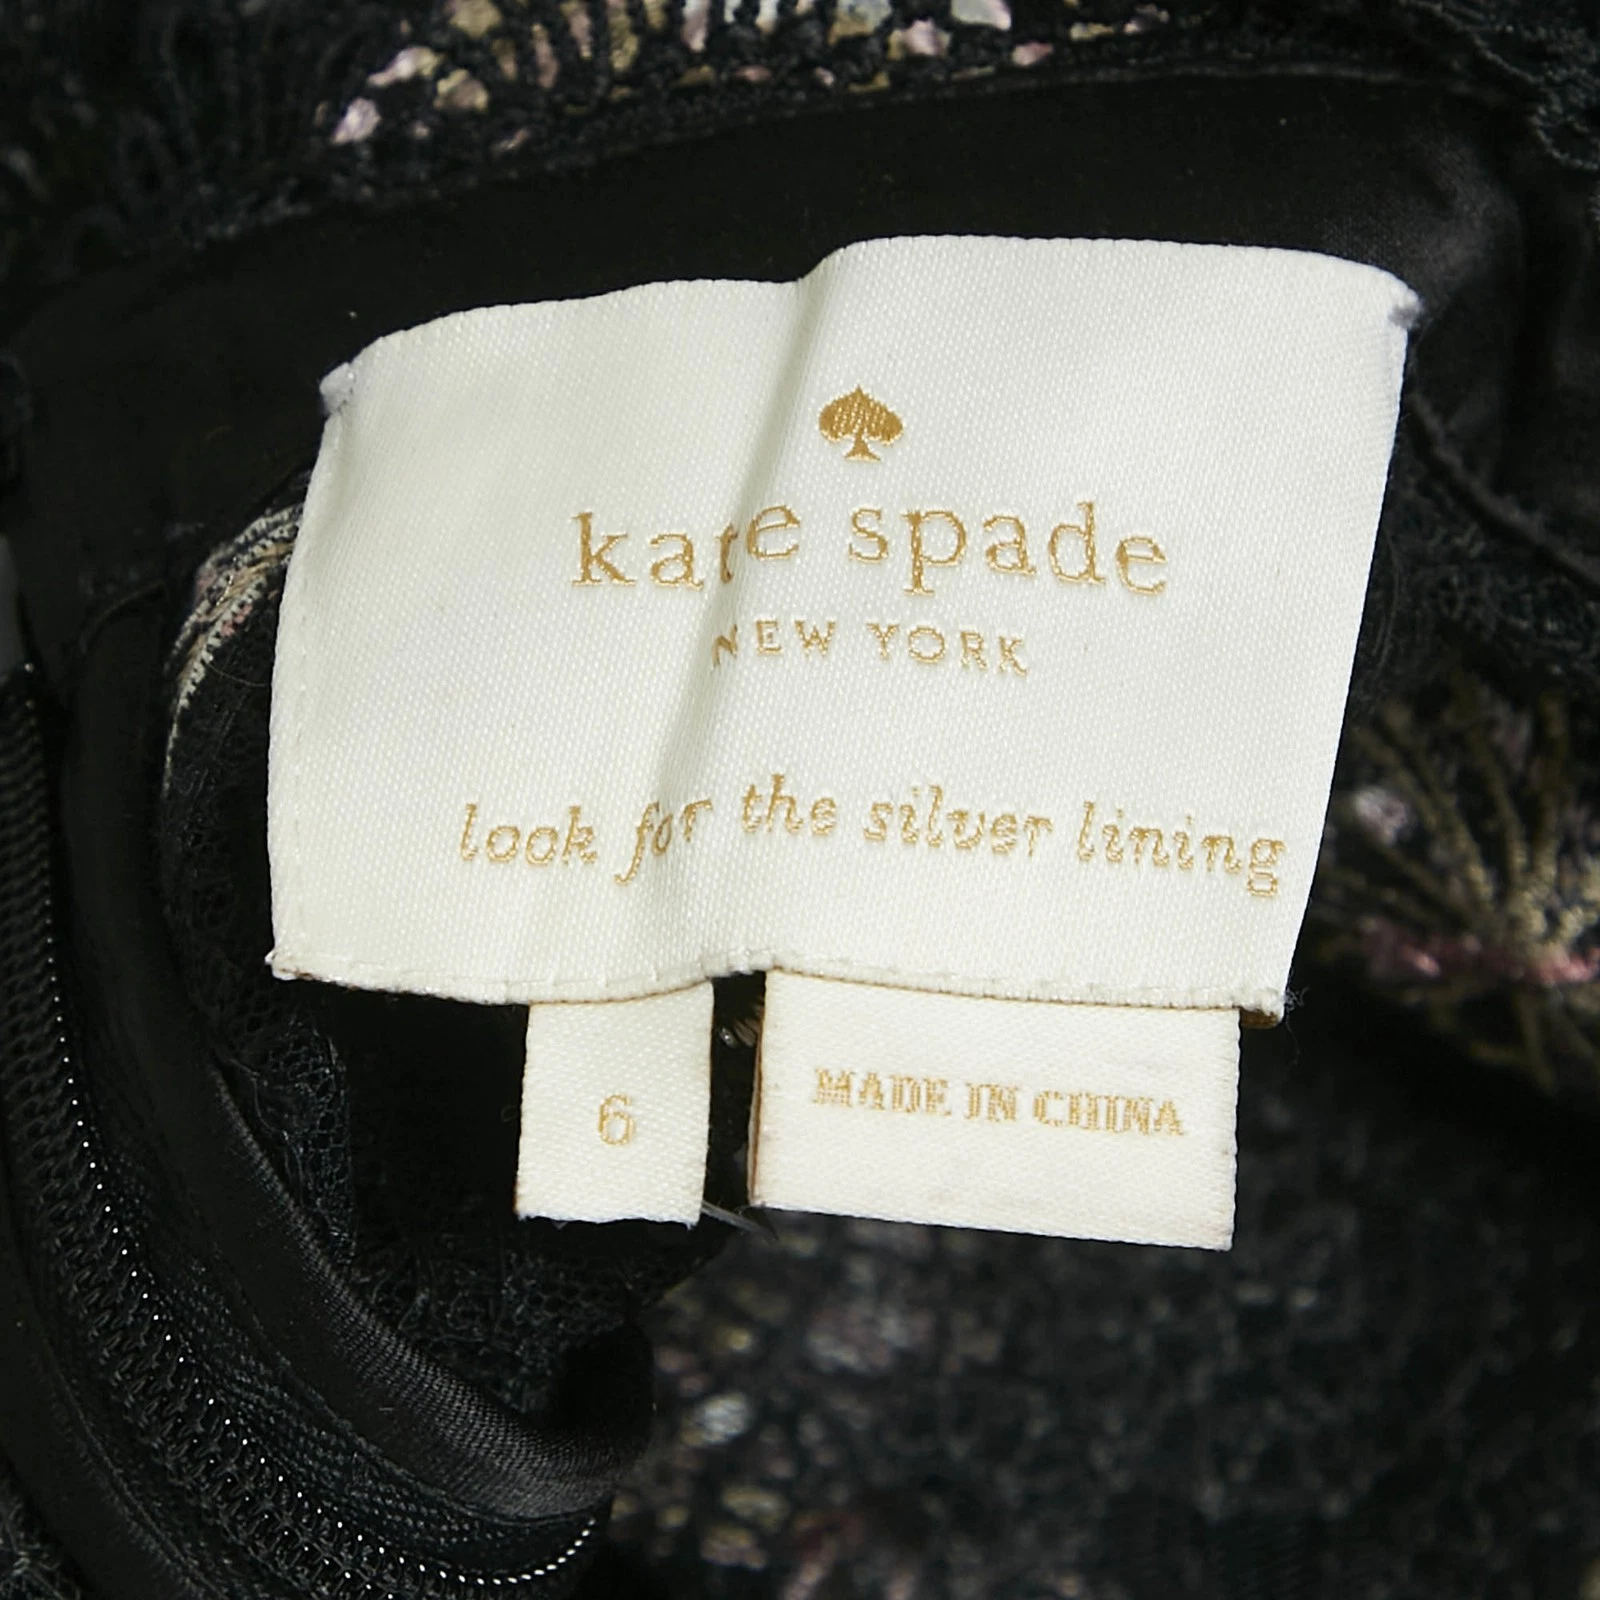 kate spade
NEW YORK
look for the silver lining
6
MADE IN CHINA